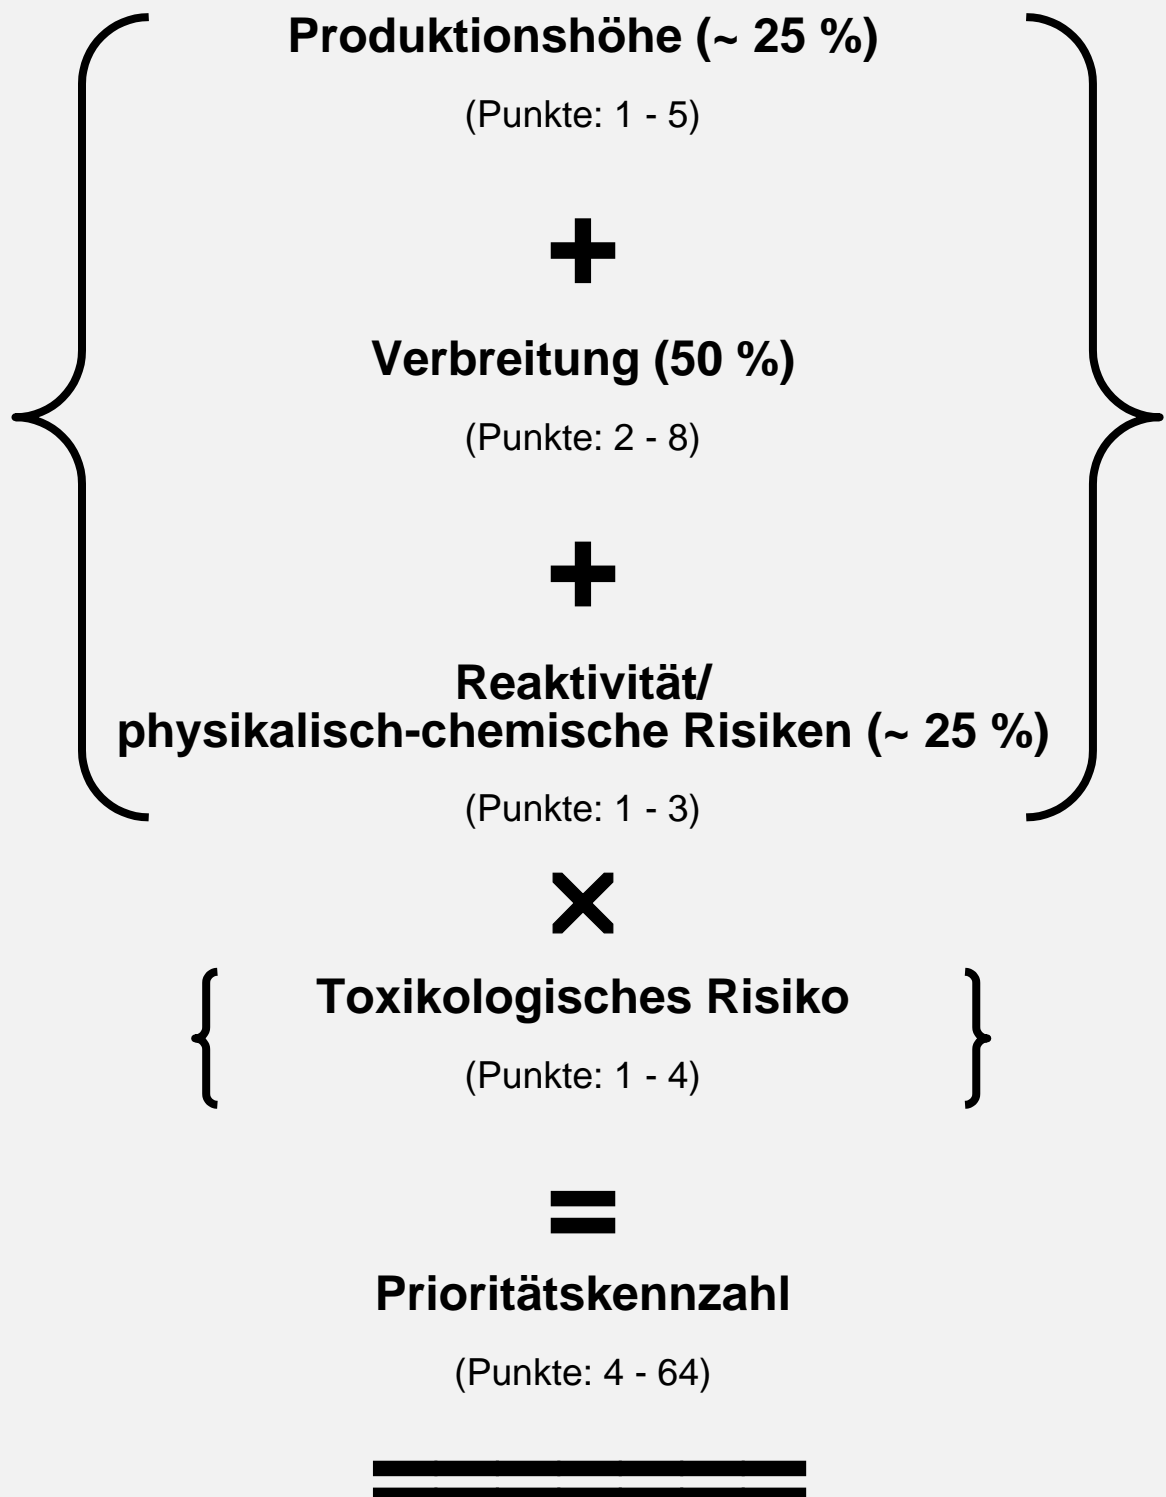 Produktionshöhe (~ 25 %)
(Punkte: 1 - 5)
+
Verbreitung (50 %)
(Punkte: 2 - 8)
+
Reaktivität/
physikalisch-chemische Risiken (~ 25 %)
(Punkte: 1 - 3)
×
{ Toxikologisches Risiko }
(Punkte: 1 - 4)
=
Prioritätskennzahl
(Punkte: 4 - 64)